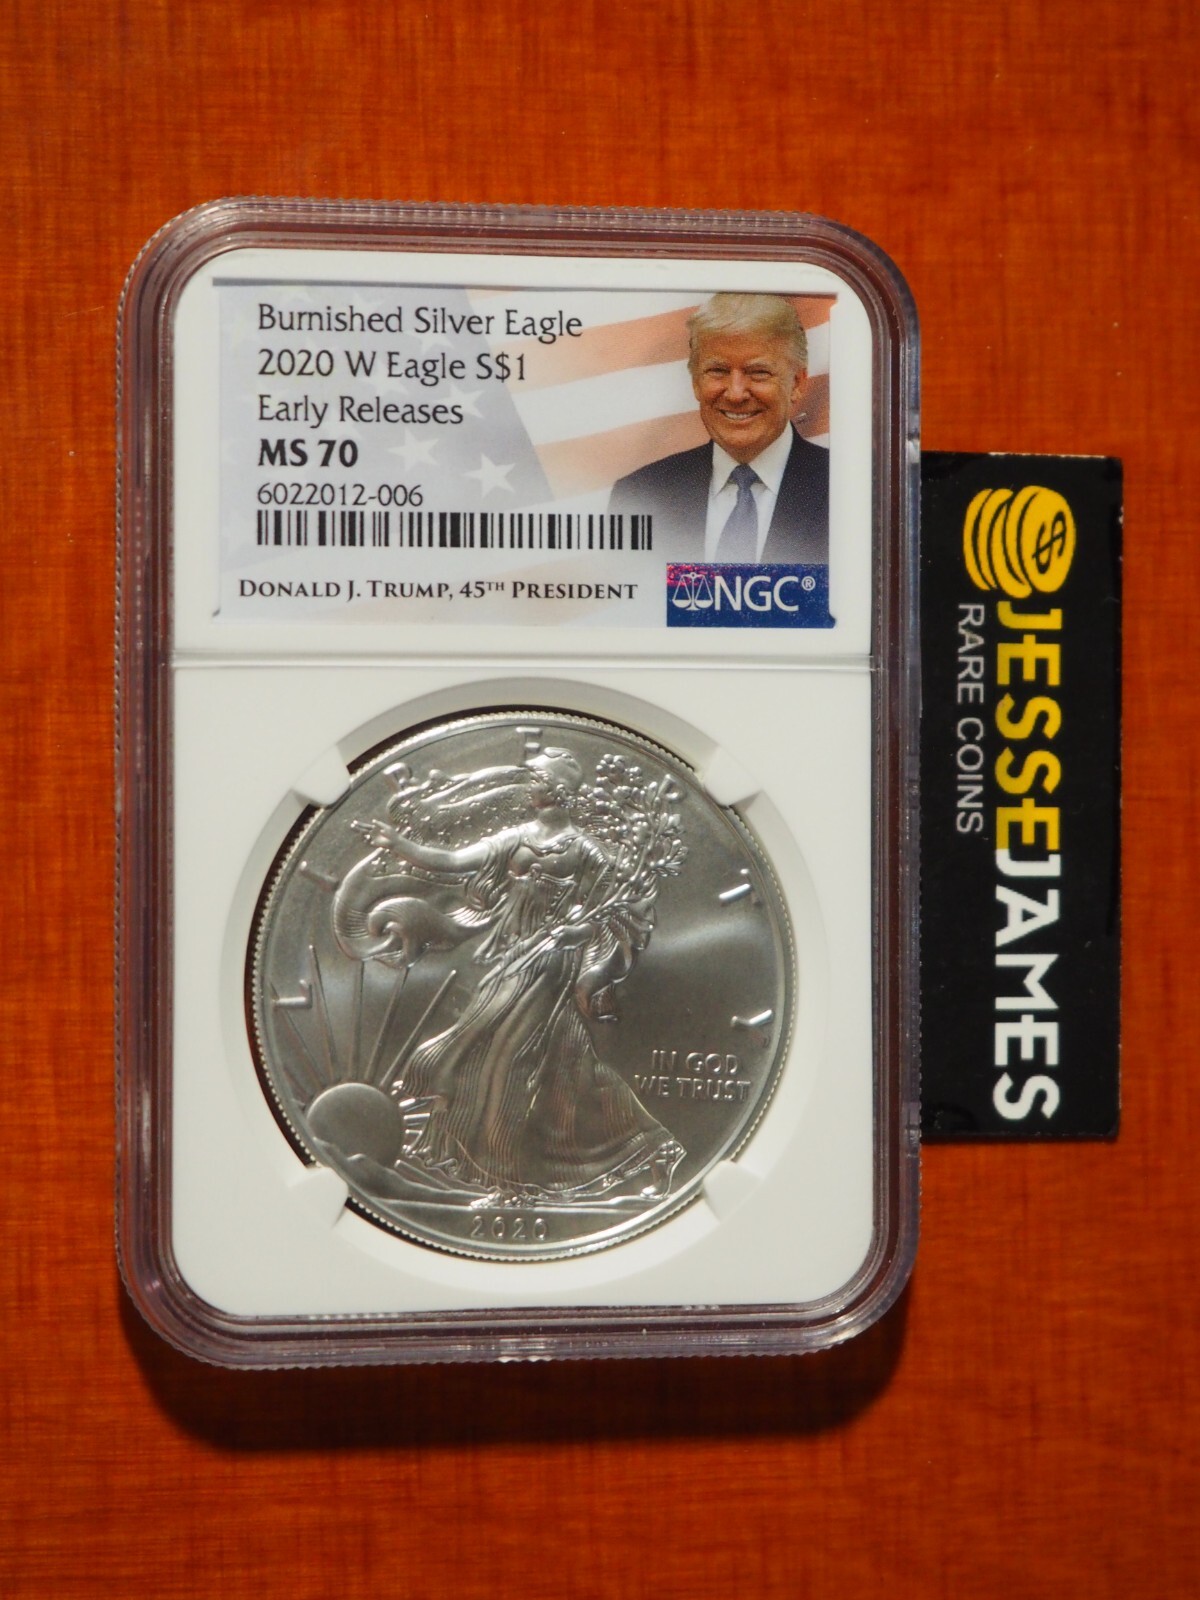 Burnished Silver Eagle
2020 W Eagle S$1
Early Releases
MS 70
6022012-006
DONALD J. TRUMP, 45TH PRESIDENT
NGC®
LIBERTY
IN GOD
WE TRUST
2020
$
JESSEJAMES
RARE COINS